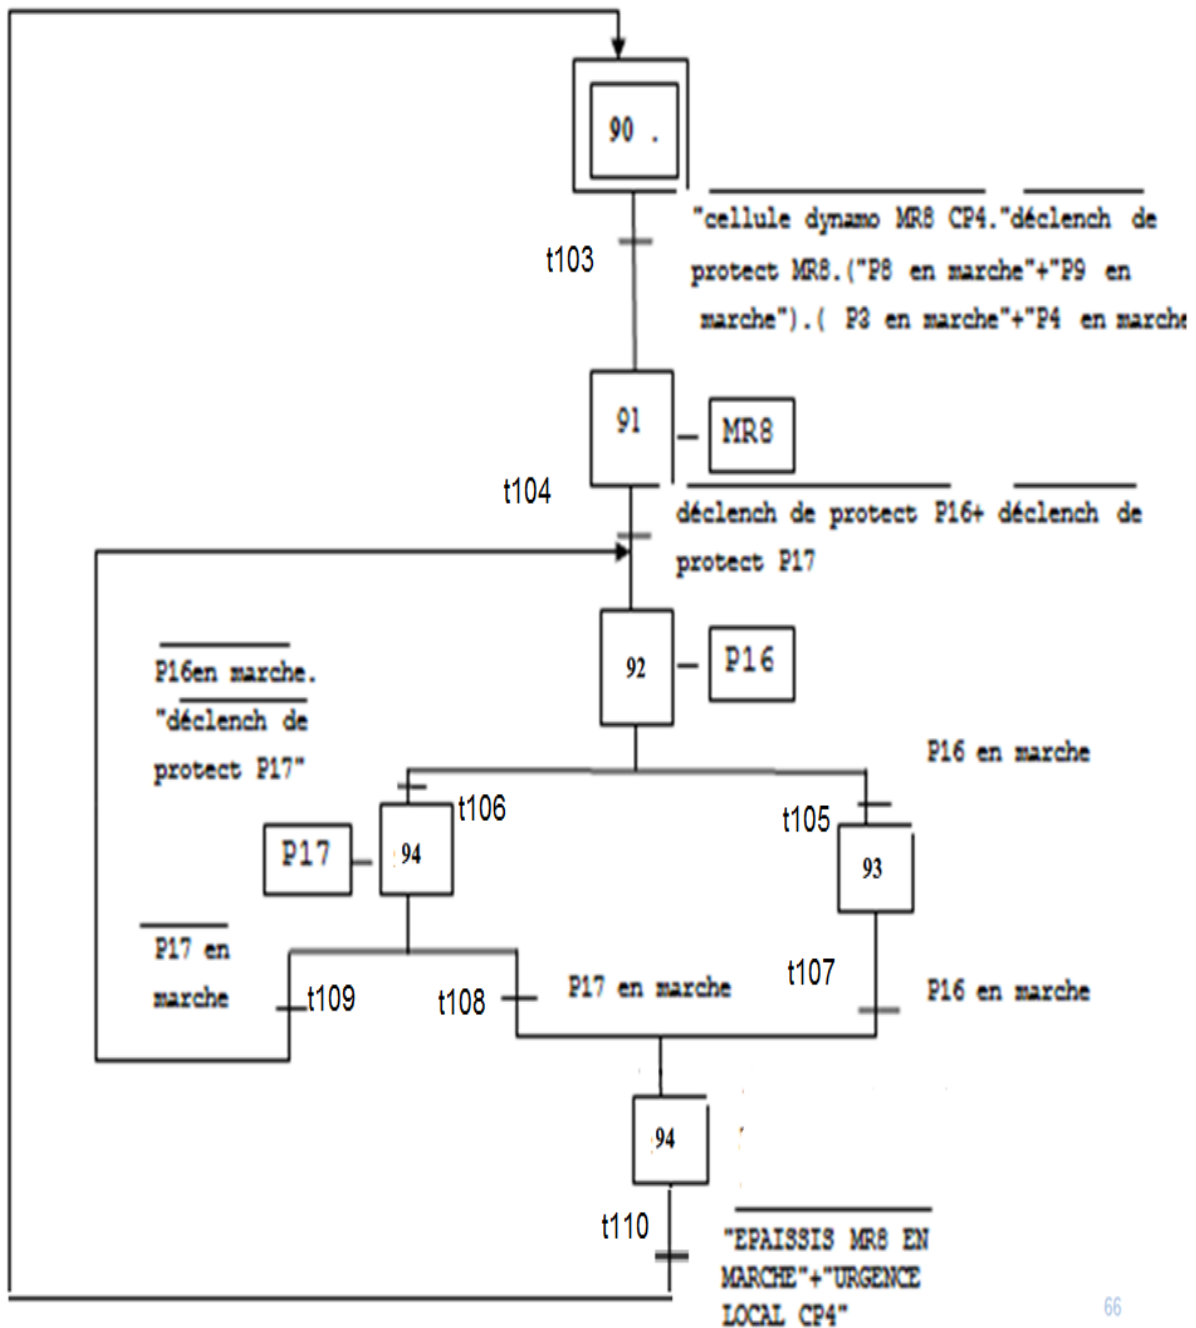 90 .
"cellule dynamo MR8 CP4."déclench de
t103
protect MR8.("P8 en marche"+"P9 en
marche").( P3 en marche"+"P4 en marche
91
MR8
t104
déclench de protect P16+ déclench de
protect P17
92
P16
P16en marche.
"déclench de
protect P17"
P16 en marche
t106
t105
P17
94
93
P17 en
marche
t109
t108
P17 en marche
t107
P16 en marche
94
t110
"EPAISSIS MR8 EN
MARCHE"+"URGENCE
LOCAL CP4"
66